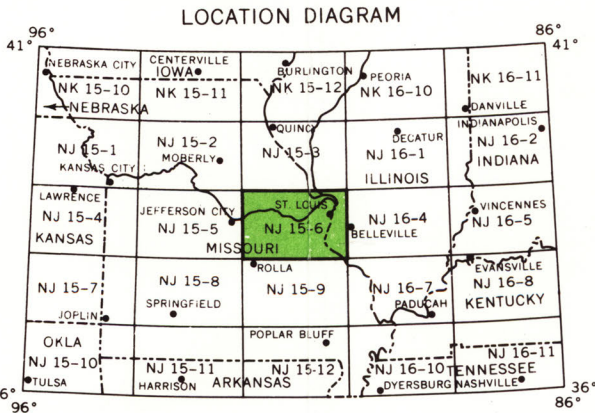 LOCATION DIAGRAM
96° 86°
41° 41°
NEBRASKA CITY CENTERVILLE BURLINGTON PEORIA NK 16-11
IOWA
NK 15-10 NK 15-11 NK 15-12 NK 16-10
NEBRASKA DANVILLE
INDIANAPOLIS
NJ 15-1 NJ 15-2 QUINCY DECATUR NJ 16-2
MOBERLY NJ 15-3 NJ 16-1 INDIANA
KANSAS CITY ILLINOIS
LAWRENCE JEFFERSON CITY ST. LOUIS NJ 16-4 VINCENNES
NJ 15-4 NJ 15-5 NJ 15-6 BELLEVILLE NJ 16-5
KANSAS MISSOURI
ROLLA EVANSVILLE
NJ 15-7 NJ 15-8 NJ 15-9 NJ 16-7 NJ 16-8
SPRINGFIELD PADUCAH KENTUCKY
JOPLIN
OKLA POPLAR BLUFF NJ 16-11
NJ 15-10 NJ 15-11 NJ 15-12 NJ 16-10 TENNESSEE
TULSA HARRISON ARKANSAS DYERSBURG NASHVILLE
6° 36°
96° 86°